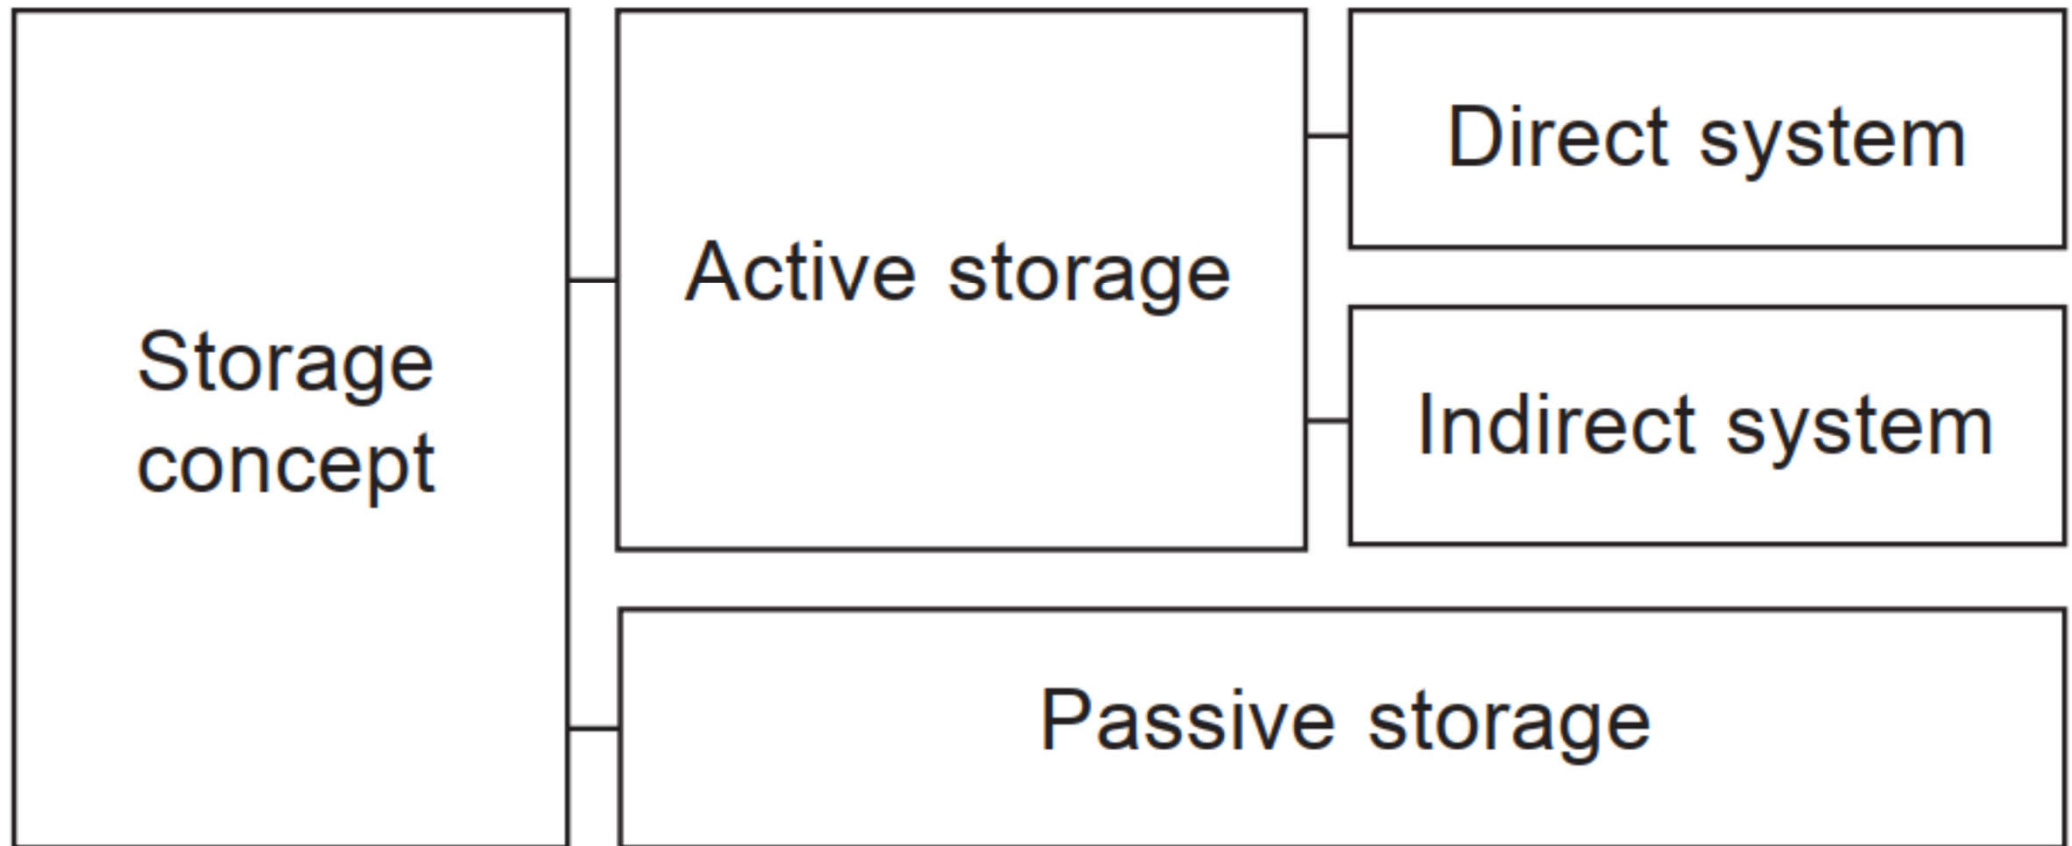 Storage
concept
Active storage
Direct system
Indirect system
Passive storage